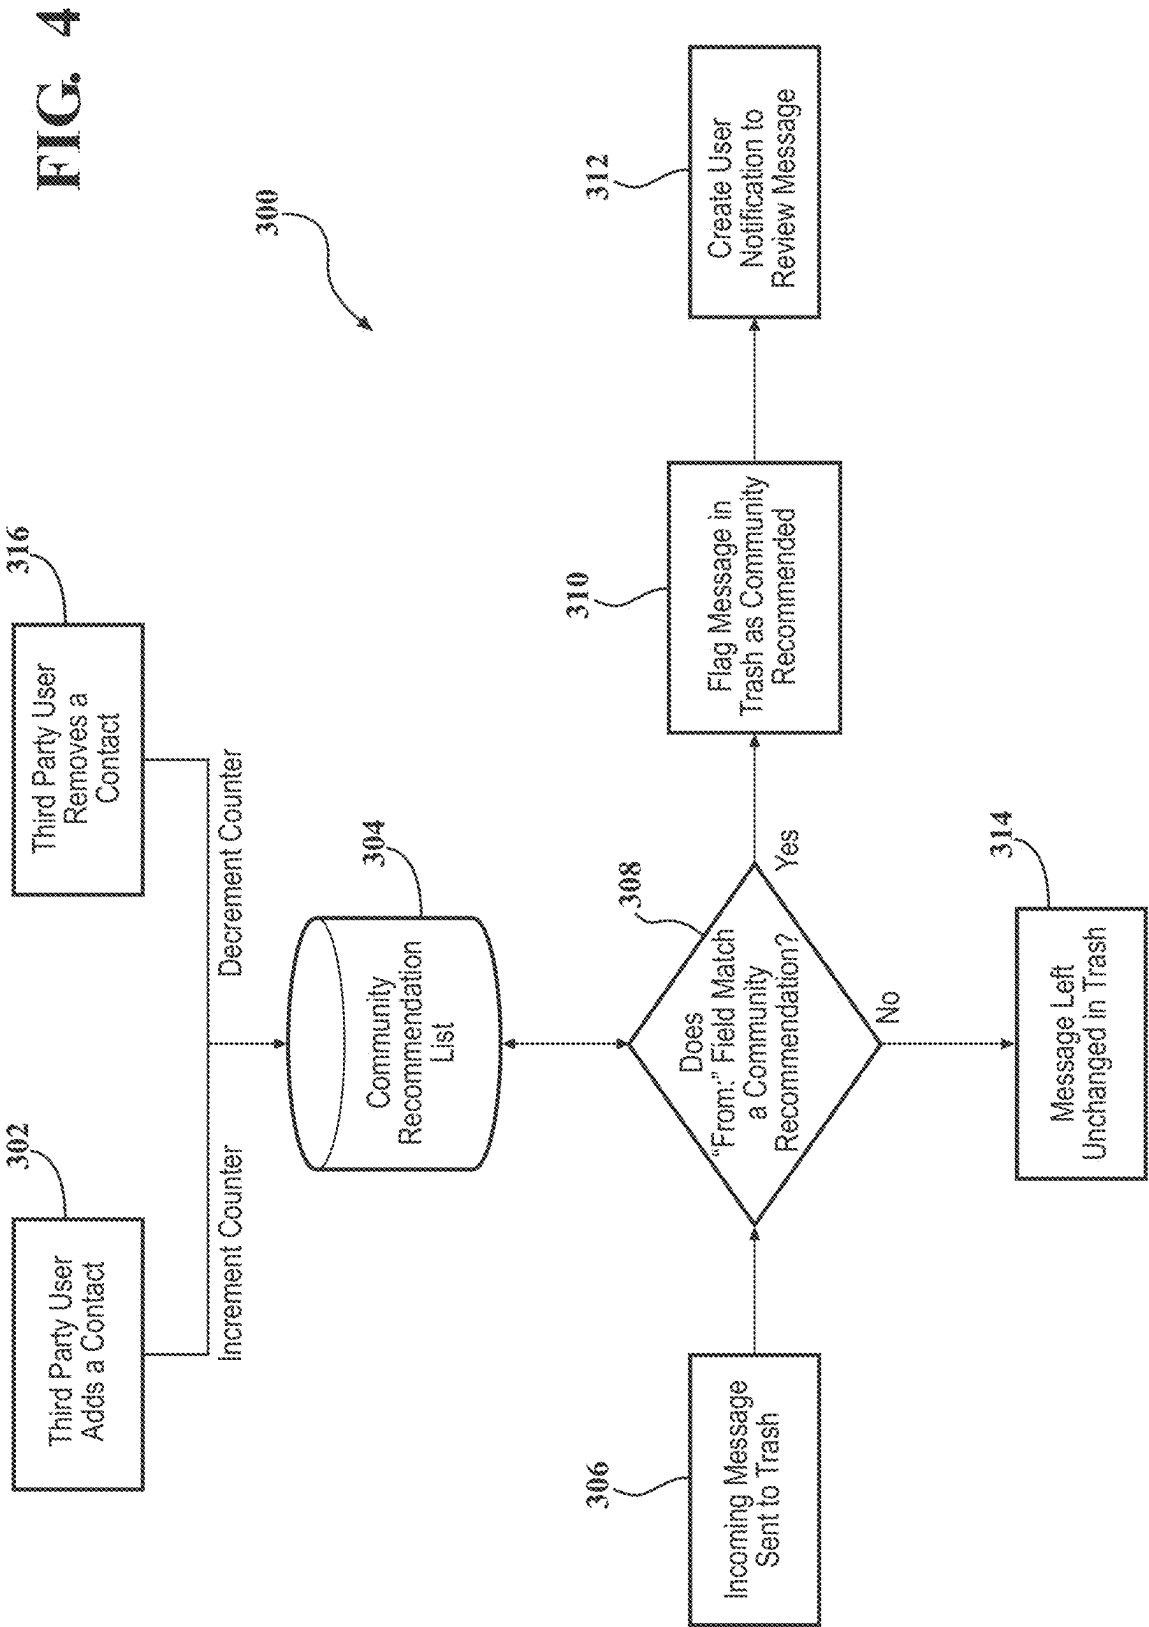 FIG. 4
300
302
Third Party User
Adds a Contact
316
Third Party User
Removes a
Contact
Increment Counter
Decrement Counter
304
Community
Recommendation
List
306
Incoming Message
Sent to Trash
308
Does
“From:” Field Match
a Community
Recommendation?
Yes
No
310
Flag Message in
Trash as Community
Recommended
312
Create User
Notification to
Review Message
314
Message Left
Unchanged in Trash